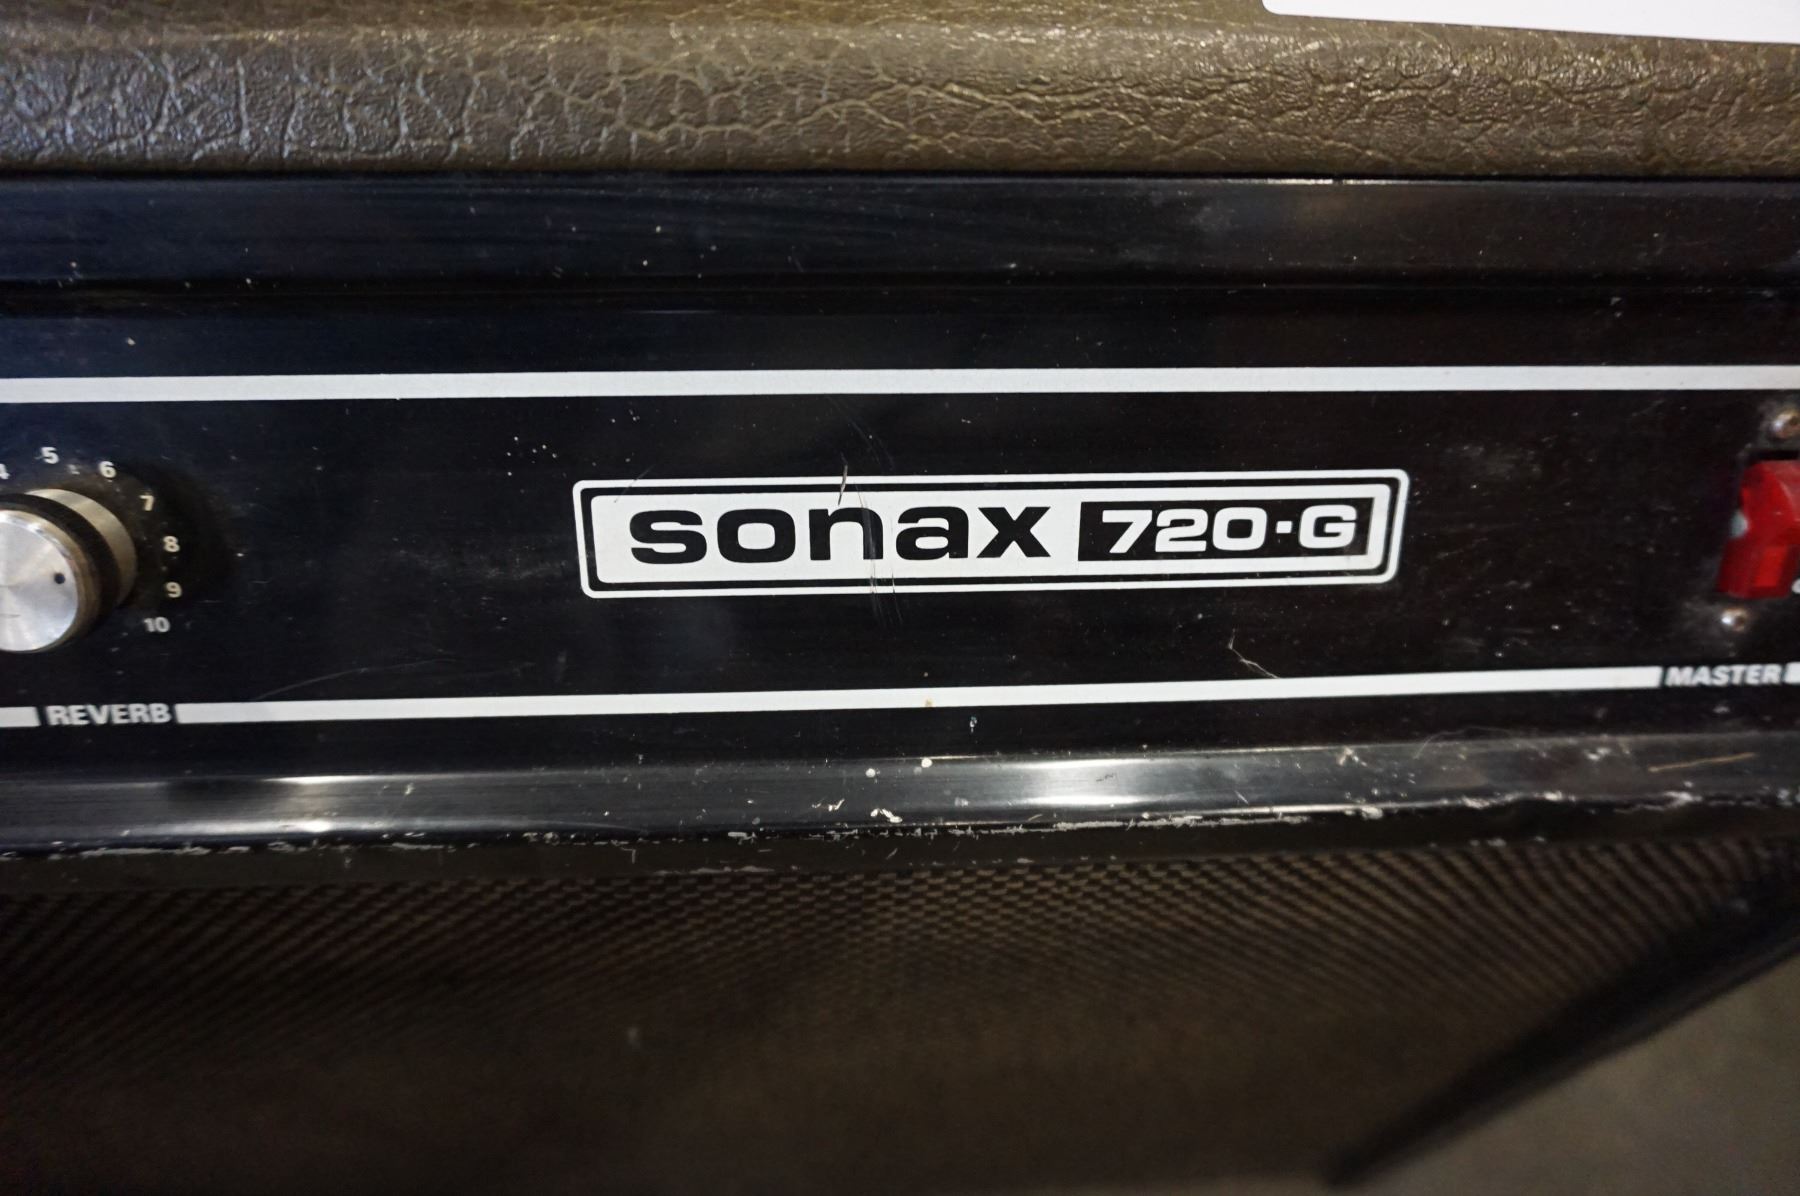 4 5 6 7 8 9 10
sonax 720-G
REVERB
MASTER